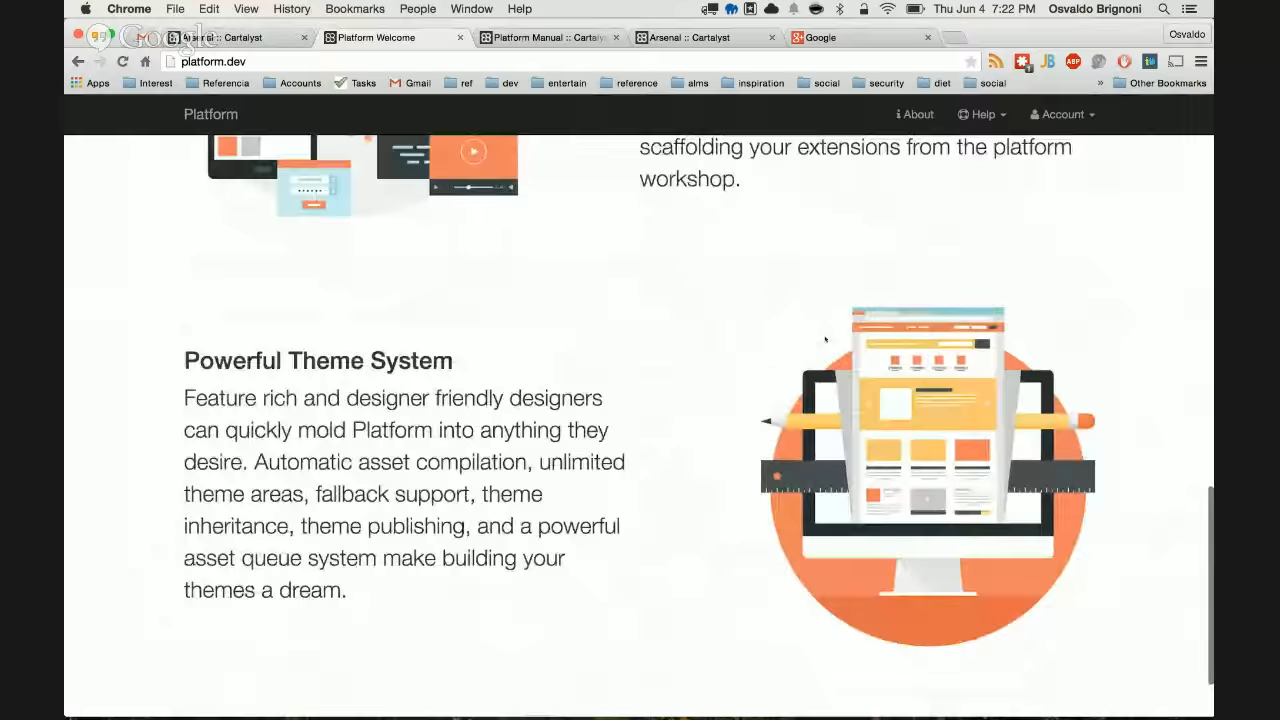 Chrome File Edit View History Bookmarks People Window Help Thu Jun 4 7:22 PM Osvaldo Brignoni
Google
Arsenal :: Cartalyst Platform Welcome Platform Manual :: Cartalys Arsenal :: Cartalyst Google Osvaldo
platform.dev
Apps Interest Referencia Accounts Tasks Gmail ref dev entertain reference alms inspiration social security diet social » Other Bookmarks
Platform About Help Account
scaffolding your extensions from the platform
workshop.
Powerful Theme System
Feature rich and designer friendly designers
can quickly mold Platform into anything they
desire. Automatic asset compilation, unlimited
theme areas, fallback support, theme
inheritance, theme publishing, and a powerful
asset queue system make building your
themes a dream.